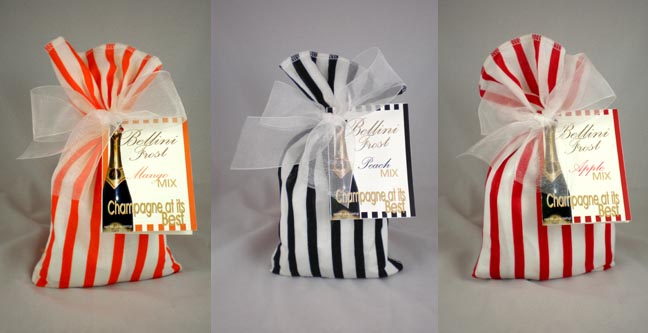 Bellini
Frost
Mango
MIX
Champagne at its
Best
Bellini
Frost
Peach
MIX
Champagne at its
Best
Bellini
Frost
Apple
MIX
Champagne at its
Best